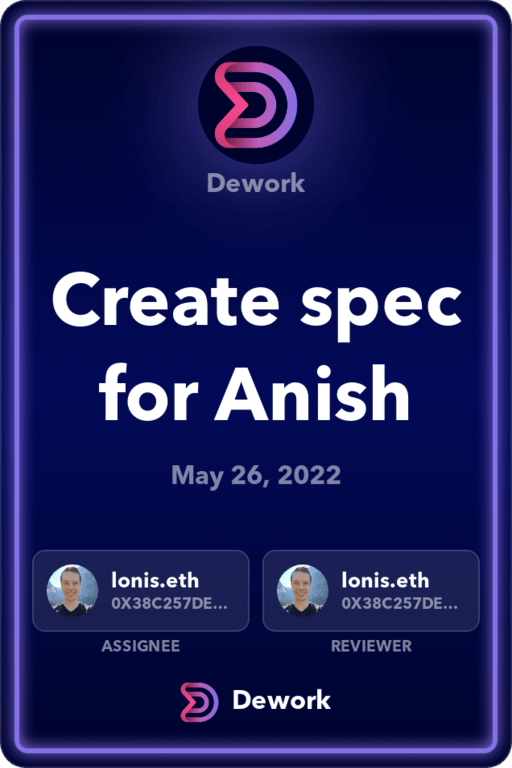 Dework
Create spec
for Anish
May 26, 2022
lonis.eth
0X38C257DE...
ASSIGNEE
lonis.eth
0X38C257DE...
REVIEWER
Dework